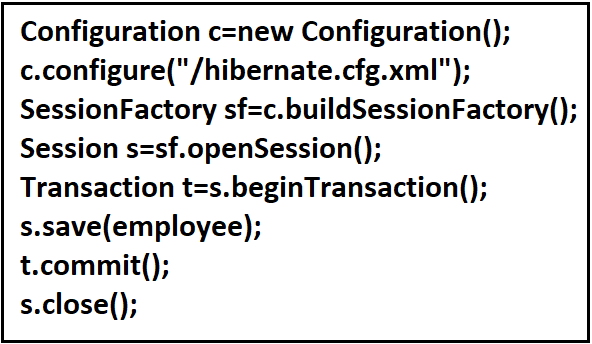 Configuration c=new Configuration();
c.configure("/hibernate.cfg.xml");
SessionFactory sf=c.buildSessionFactory();
Session s=sf.openSession();
Transaction t=s.beginTransaction();
s.save(employee);
t.commit();
s.close();